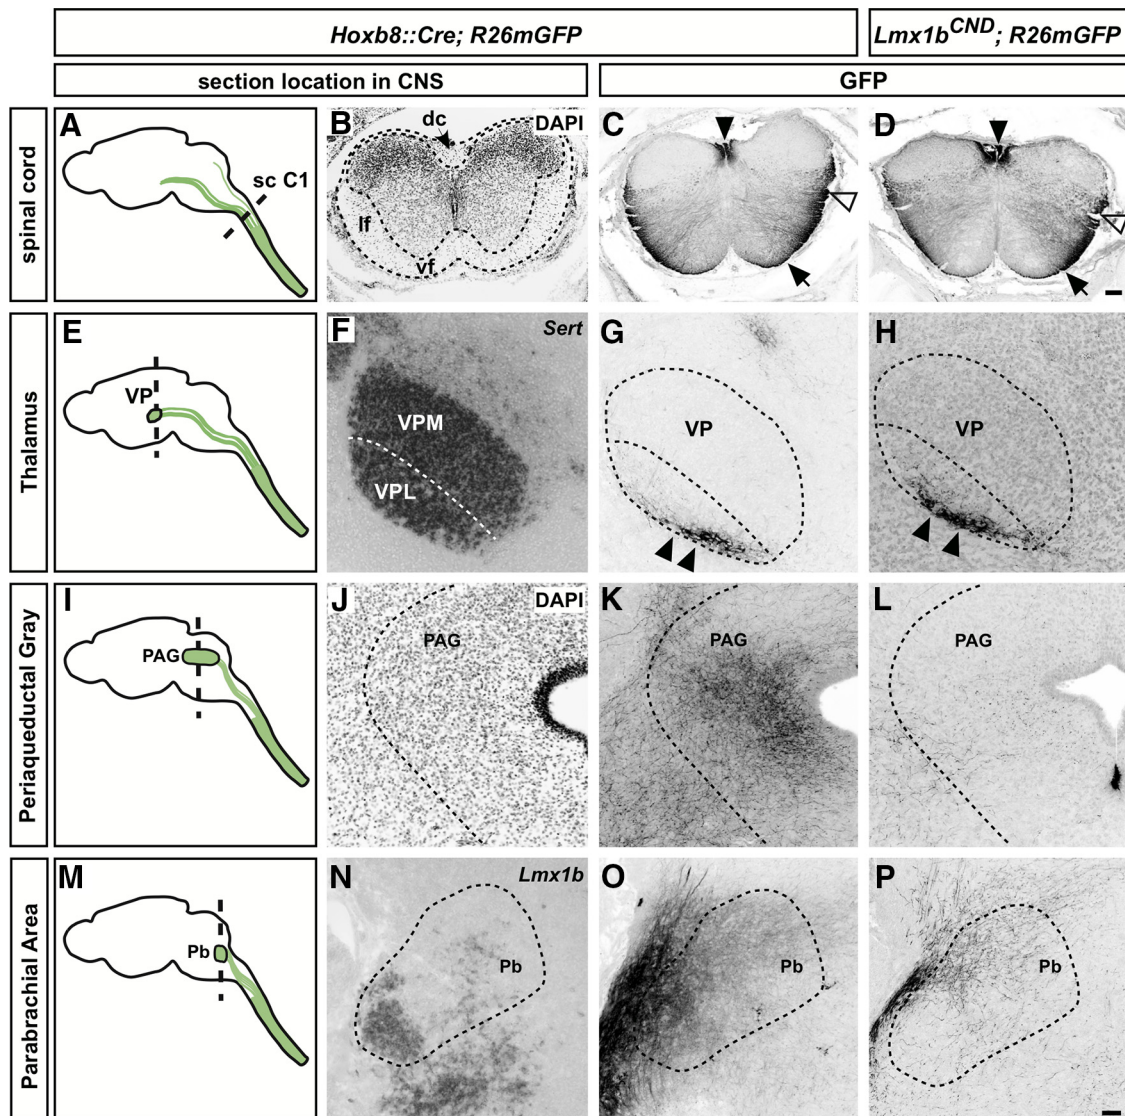 Hoxb8::Cre; R26mGFP
Lmx1b^CND; R26mGFP
section location in CNS
GFP
spinal cord
A
sc C1
B
dc
DAPI
lf
vf
C
D
Thalamus
E
VP
F
Sert
VPM
VPL
G
VP
H
VP
Periaqueductal Gray
I
PAG
J
DAPI
PAG
K
PAG
L
PAG
Parabrachial Area
M
Pb
N
Lmx1b
Pb
O
Pb
P
Pb